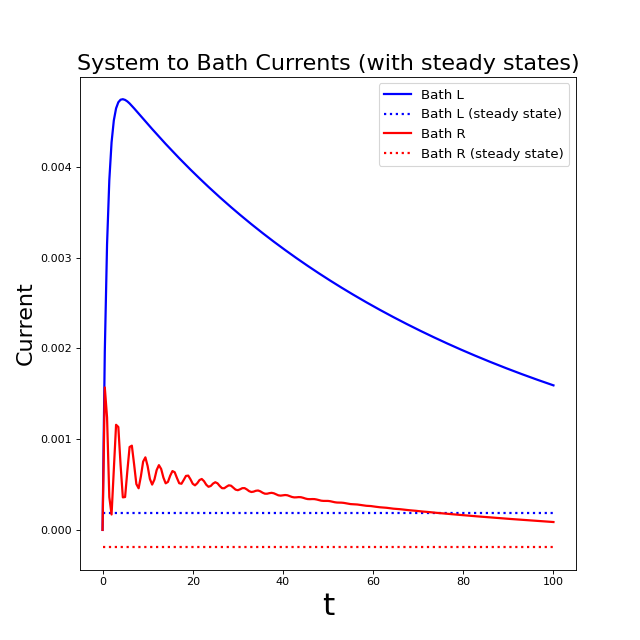 System to Bath Currents (with steady states)
Bath L
Bath L (steady state)
Bath R
Bath R (steady state)
Current
0.004
0.003
0.002
0.001
0.000
0 20 40 60 80 100
t